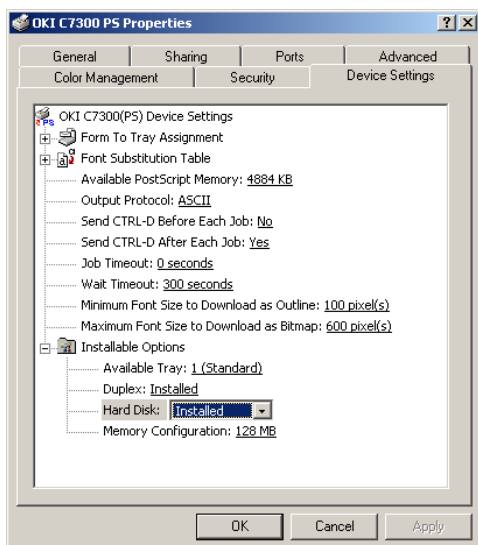 OKI C7300 PS Properties
General Sharing Ports Advanced
Color Management Security Device Settings
OKI C7300(PS) Device Settings
Form To Tray Assignment
Font Substitution Table
Available PostScript Memory: 4884 KB
Output Protocol: ASCII
Send CTRL-D Before Each Job: No
Send CTRL-D After Each Job: Yes
Job Timeout: 0 seconds
Wait Timeout: 300 seconds
Minimum Font Size to Download as Outline: 100 pixel(s)
Maximum Font Size to Download as Bitmap: 600 pixel(s)
Installable Options
Available Tray: 1 (Standard)
Duplex: Installed
Hard Disk: Installed
Memory Configuration: 128 MB
OK Cancel Apply